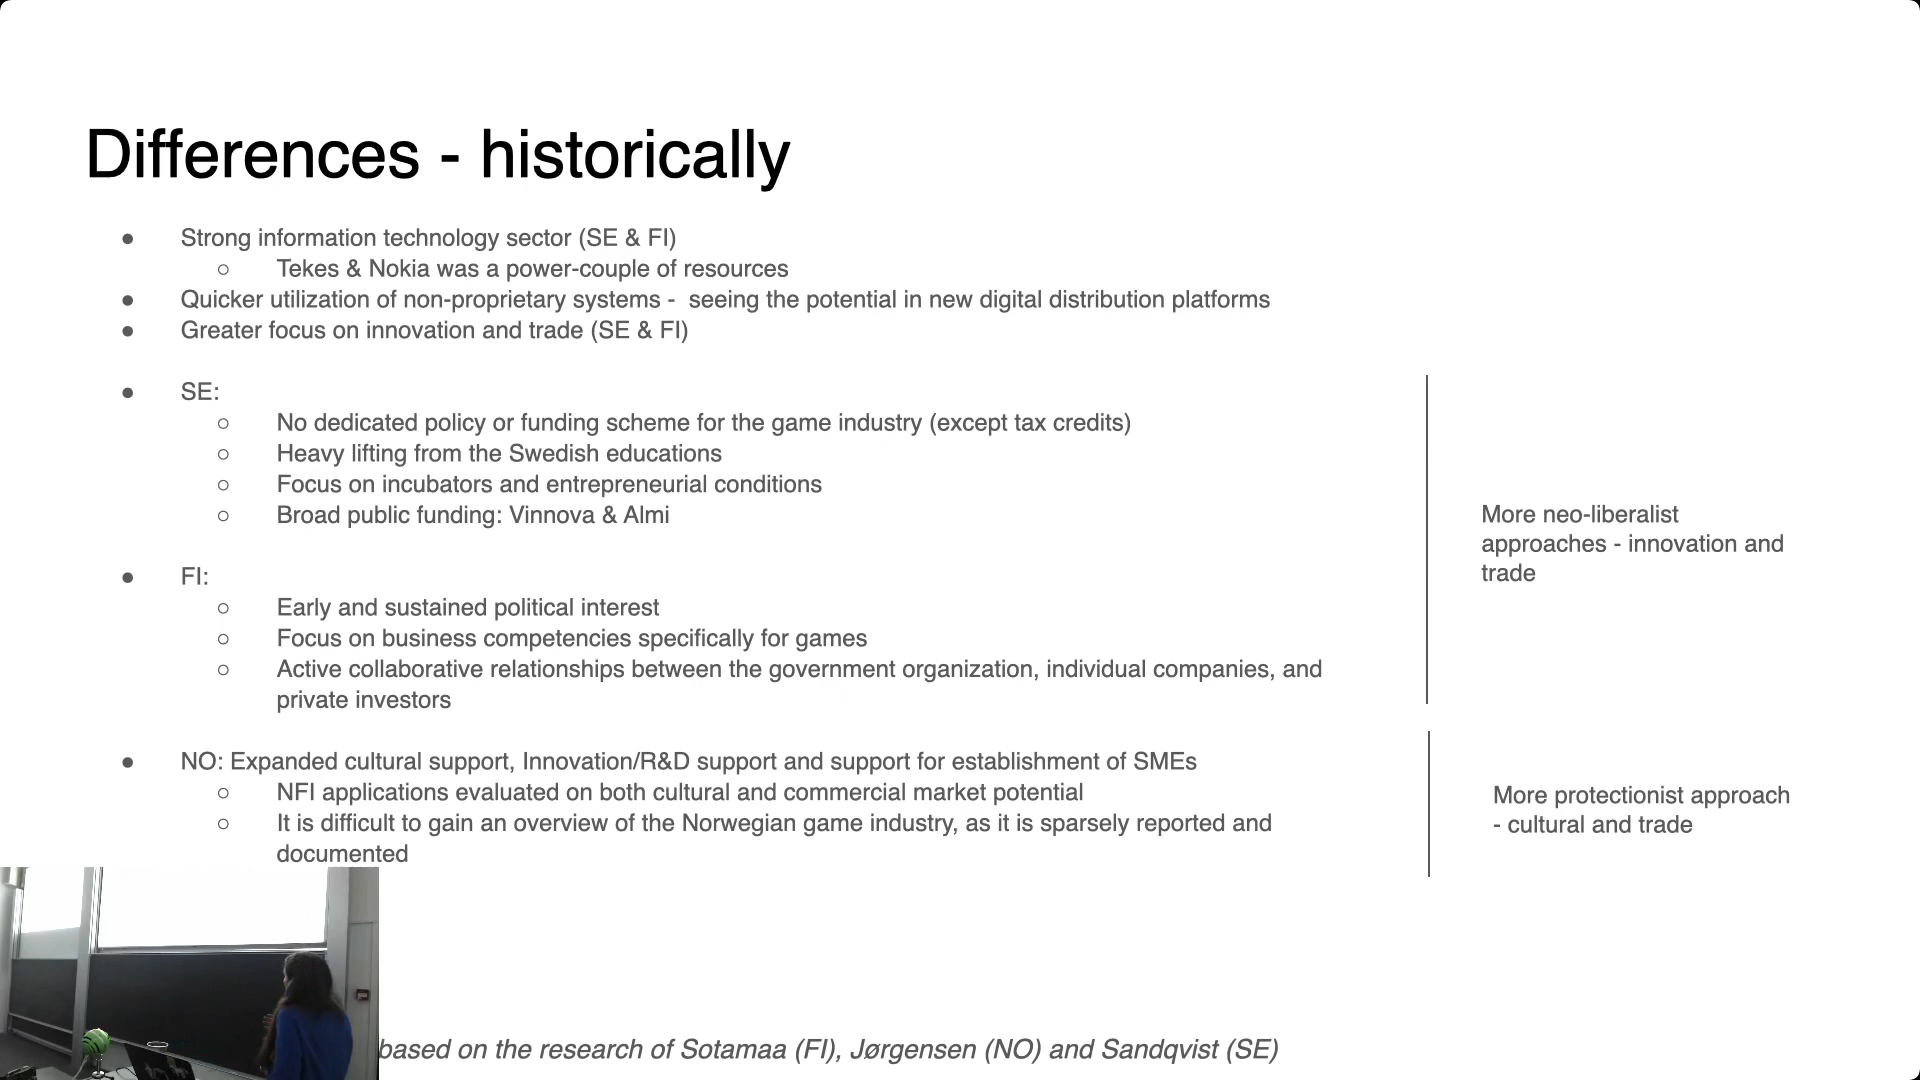 Differences - historically
● Strong information technology sector (SE & FI)
○ Tekes & Nokia was a power-couple of resources
● Quicker utilization of non-proprietary systems - seeing the potential in new digital distribution platforms
● Greater focus on innovation and trade (SE & FI)
● SE:
○ No dedicated policy or funding scheme for the game industry (except tax credits)
○ Heavy lifting from the Swedish educations
○ Focus on incubators and entrepreneurial conditions
○ Broad public funding: Vinnova & Almi
● FI:
○ Early and sustained political interest
○ Focus on business competencies specifically for games
○ Active collaborative relationships between the government organization, individual companies, and
private investors
More neo-liberalist
approaches - innovation and
trade
● NO: Expanded cultural support, Innovation/R&D support and support for establishment of SMEs
○ NFI applications evaluated on both cultural and commercial market potential
○ It is difficult to gain an overview of the Norwegian game industry, as it is sparsely reported and
documented
More protectionist approach
- cultural and trade
based on the research of Sotamaa (FI), Jørgensen (NO) and Sandqvist (SE)